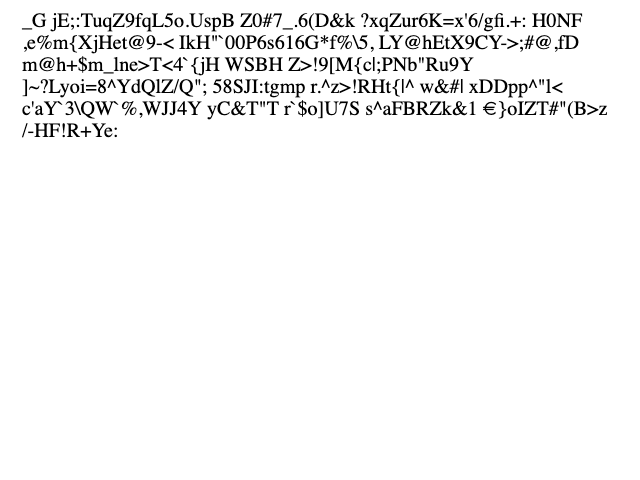 _G jE;:TuqZ9fqL5o.UspB Z0#7_.6(D&k ?xqZur6K=x'6/gfi.+: H0NF
,e%m{XjHet@9-< IkH"`00P6s616G*f%\5, LY@hEtX9CY->;#@,fD
m@h+$m_lne>T<4`{jH WSBH Z>!9[M{c|;PNb"Ru9Y
]~?Lyoi=8^YdQlZ/Q"; 58SJI:tgmp r.^z>!RHt{|^ w&#| xDDpp^"l<
c'aY`3\QW`%,WJJ4Y yC&T"T r`$o]U7S s^aFBRZk&1 €}oIZT#"(B>z
/-HF!R+Ye: